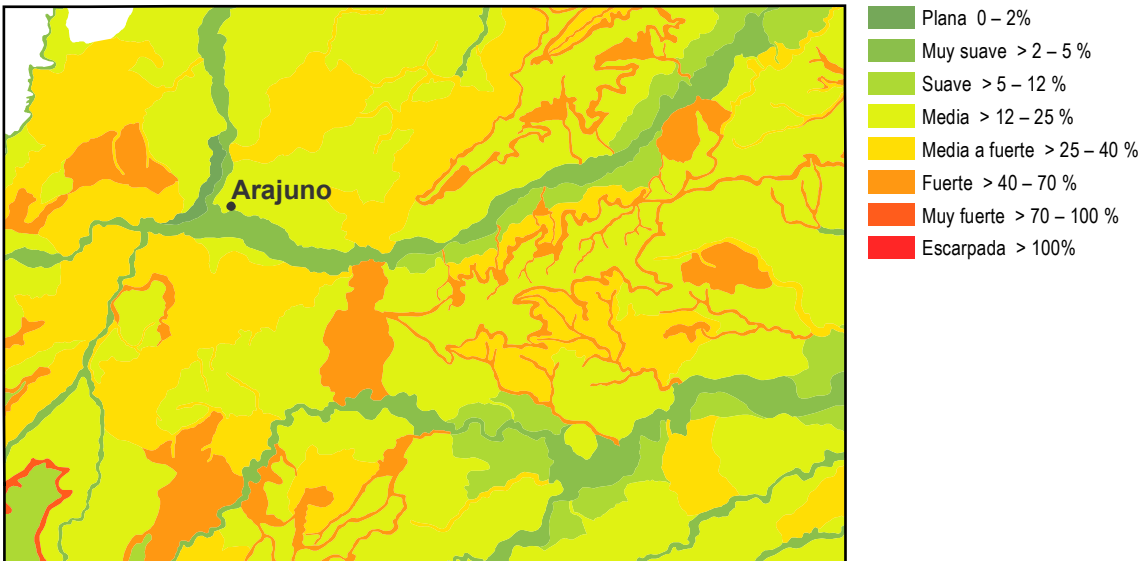 Plana 0 – 2%
Muy suave > 2 – 5 %
Suave > 5 – 12 %
Media > 12 – 25 %
Media a fuerte > 25 – 40 %
Fuerte > 40 – 70 %
Muy fuerte > 70 – 100 %
Escarpada > 100%
Arajuno